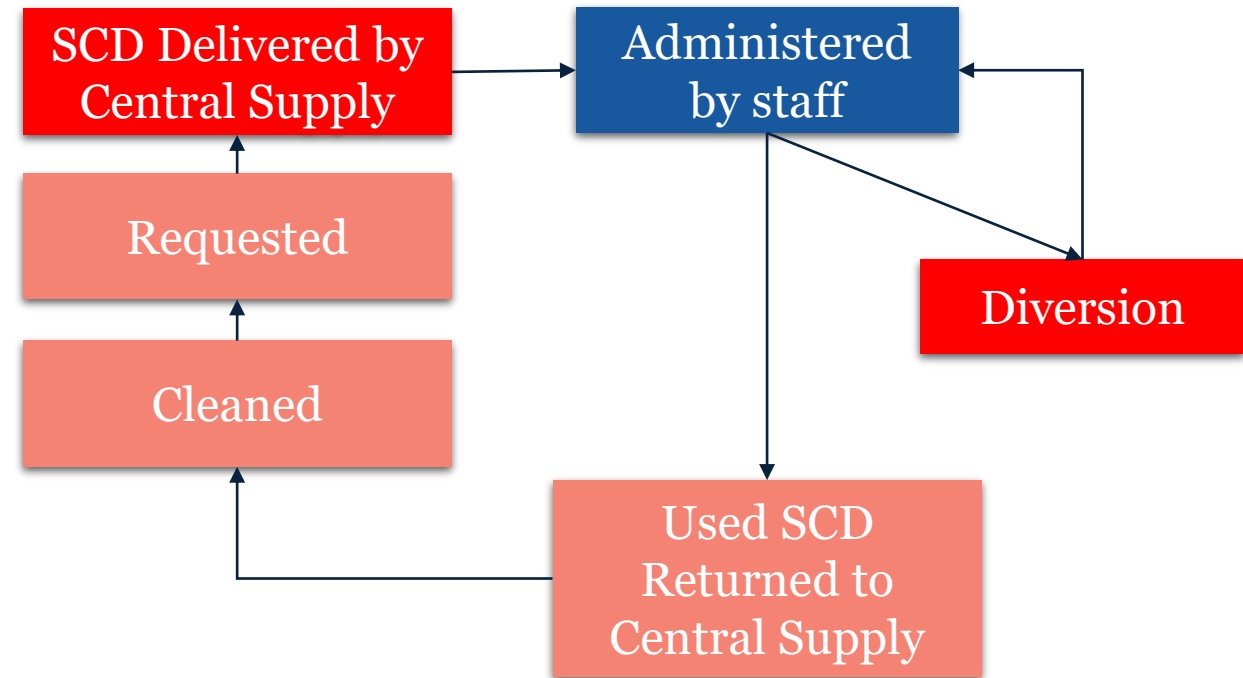 SCD Delivered by
Central Supply
Administered
by staff
Requested
Diversion
Cleaned
Used SCD
Returned to
Central Supply